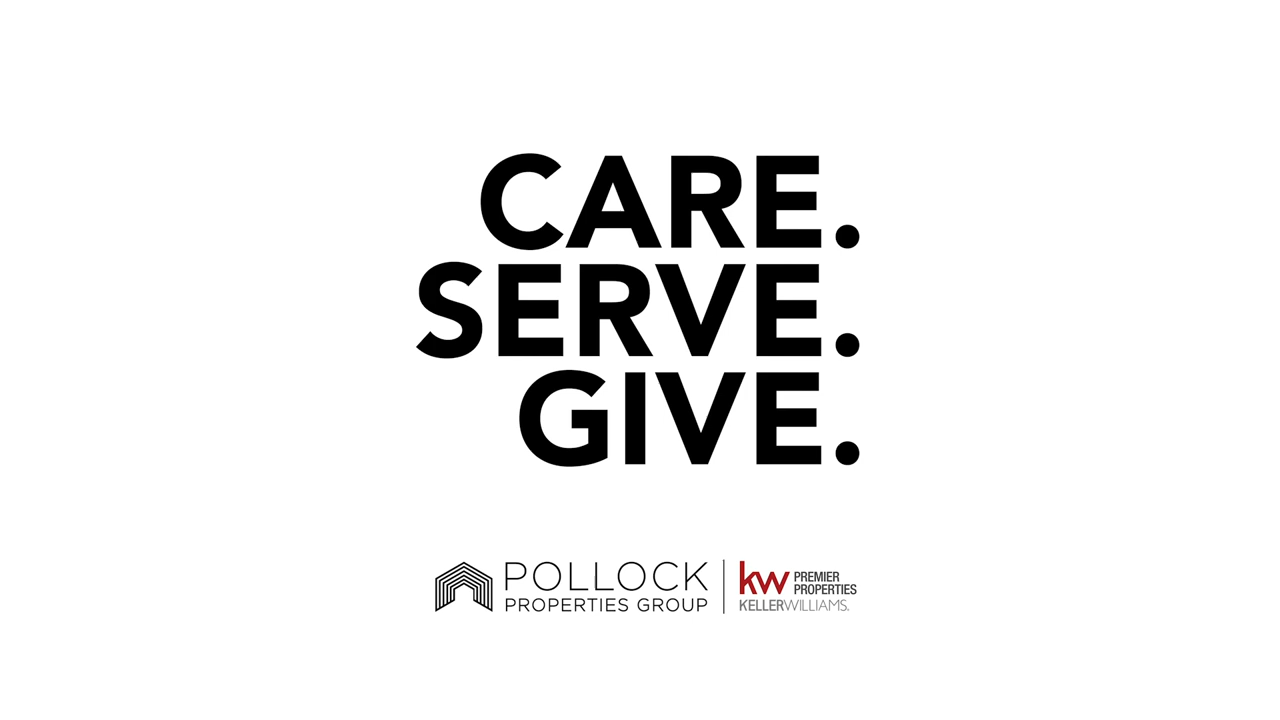 CARE.
SERVE.
GIVE.
POLLOCK
PROPERTIES GROUP
kw PREMIER
PROPERTIES
KELLERWILLIAMS.